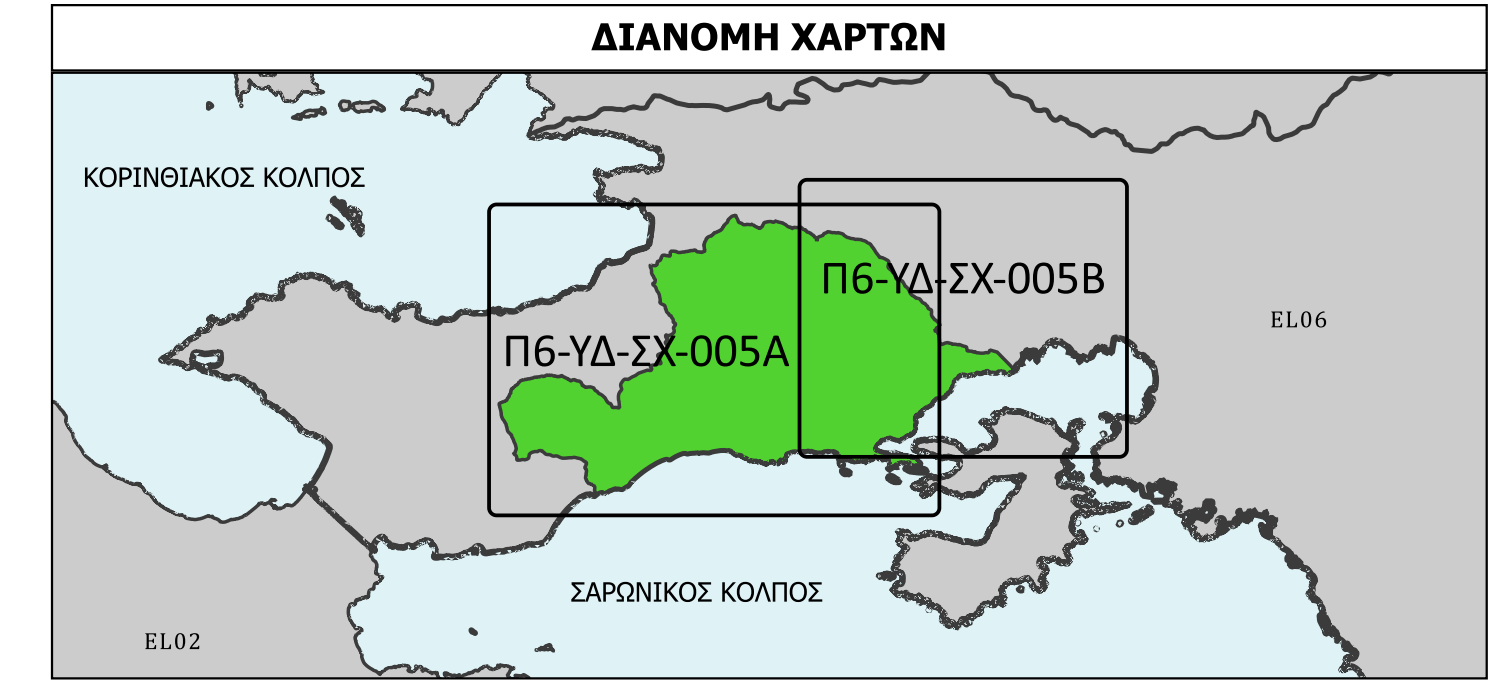 ΔΙΑΝΟΜΗ ΧΑΡΤΩΝ
ΚΟΡΙΝΘΙΑΚΟΣ ΚΟΛΠΟΣ
Π6-ΥΔ-ΣΧ-005Β
EL06
Π6-ΥΔ-ΣΧ-005Α
ΣΑΡΩΝΙΚΟΣ ΚΟΛΠΟΣ
EL02